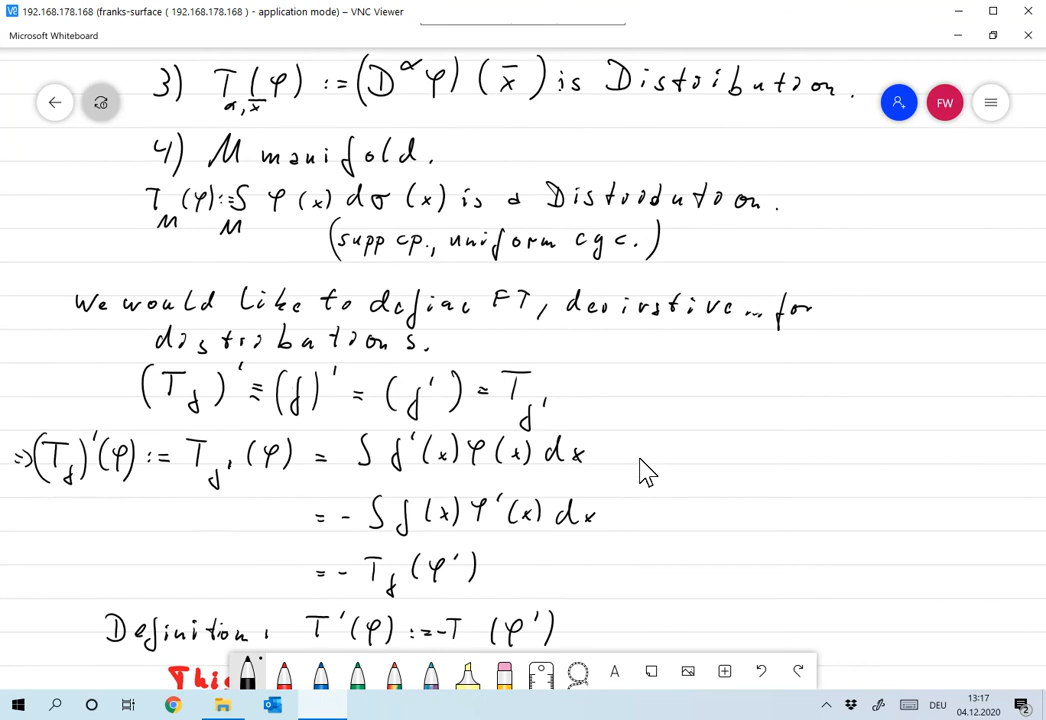 192.168.178.168 (franks-surface ( 192.168.178.168 ) - application mode) – VNC Viewer
Microsoft Whiteboard
3) T_{α,x̄}(φ) := (D^α φ)(x̄) is Distribution.
FW
4) M manifold.
T_M(φ) := ∫_M φ(x) dσ(x) is a Distribution.
(supp cp., uniform cgc.)
We would like to define FT, derivative... for
distributions.
(T_f)' ≡ (f)' = (f') = T_{f'}
=> (T_f)'(φ) := T_{f'}(φ) = ∫ f'(x) φ(x) dx
= - ∫ f(x) φ'(x) dx
= - T_f(φ')
Definition: T'(φ) := -T(φ')
This
A
DEU
13:17
04.12.2020
2